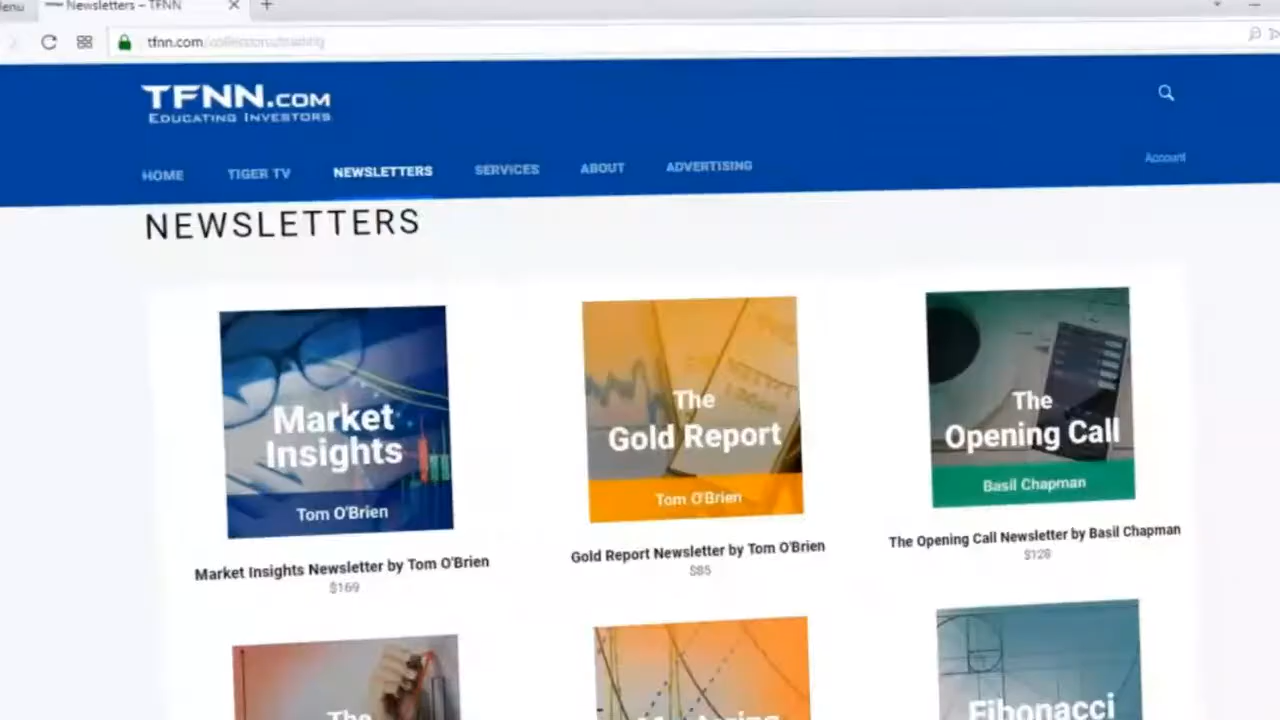 Newsletters – TFNN
tfnn.com
TFNN.COM
EDUCATING INVESTORS
HOME
TIGER TV
NEWSLETTERS
SERVICES
ABOUT
ADVERTISING
Account
NEWSLETTERS
Market
Insights
Tom O'Brien
Market Insights Newsletter by Tom O'Brien
$169
The
Gold Report
Tom O'Brien
Gold Report Newsletter by Tom O'Brien
$85
The
Opening Call
Basil Chapman
The Opening Call Newsletter by Basil Chapman
$128
The
Fibonacci